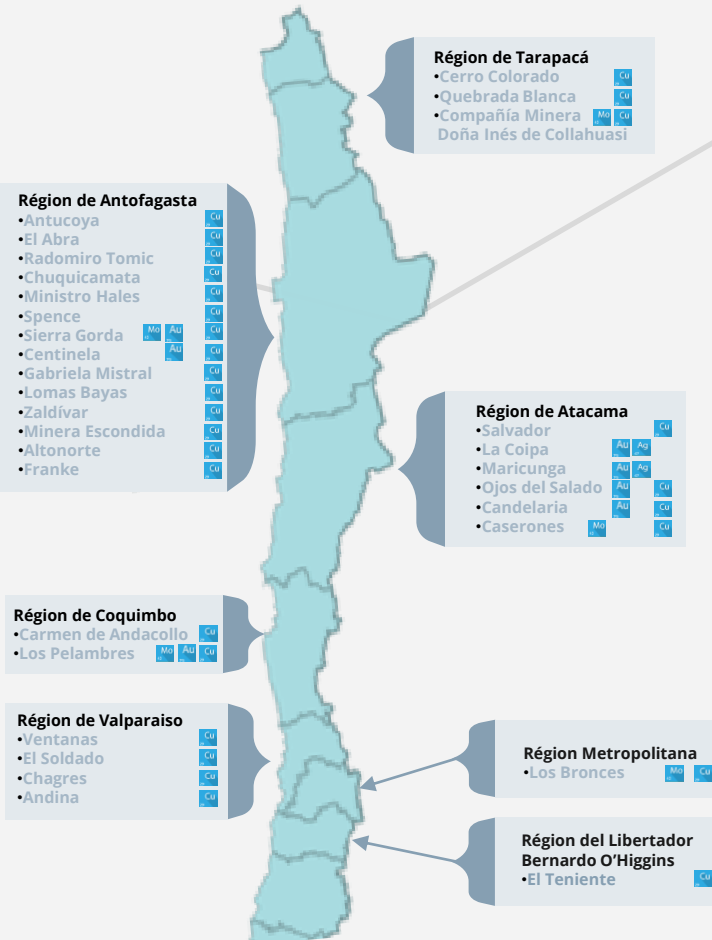 Région de Tarapacá
•Cerro Colorado Cu
•Quebrada Blanca Cu
•Compañía Minera Mo Cu
Doña Inés de Collahuasi
Région de Antofagasta
•Antucoya Cu
•El Abra Cu
•Radomiro Tomic Cu
•Chuquicamata Cu
•Ministro Hales Cu
•Spence Cu
•Sierra Gorda Mo Au Cu
•Centinela Au Cu
•Gabriela Mistral Cu
•Lomas Bayas Cu
•Zaldívar Cu
•Minera Escondida Cu
•Altonorte Cu
•Franke Cu
Région de Atacama
•Salvador Cu
•La Coipa Au Ag
•Maricunga Au Ag
•Ojos del Salado Au Cu
•Candelaria Au Cu
•Caserones Mo Cu
Région de Coquimbo
•Carmen de Andacollo Cu
•Los Pelambres Mo Au Cu
Région de Valparaiso
•Ventanas Cu
•El Soldado Cu
•Chagres Cu
•Andina Cu
Région Metropolitana
•Los Bronces Mo Cu
Région del Libertador
Bernardo O’Higgins
•El Teniente Cu